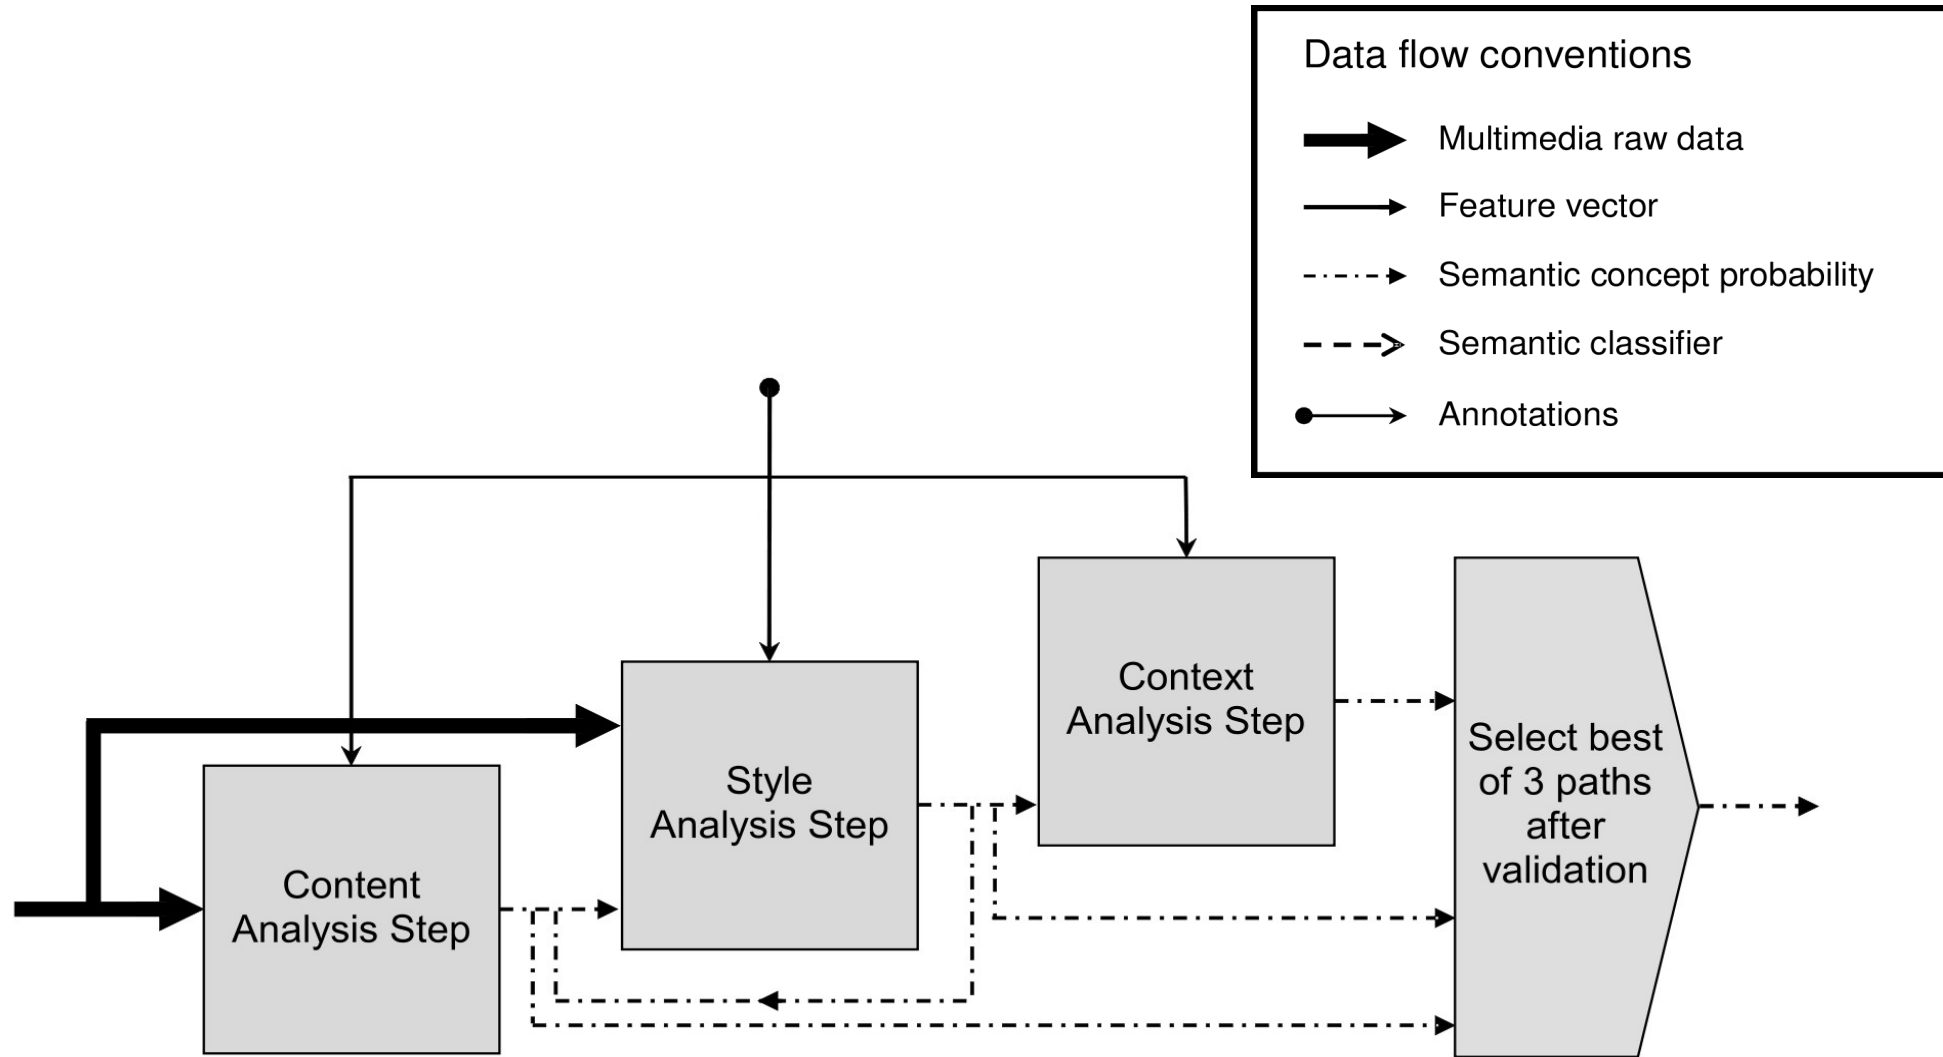 Data flow conventions
Multimedia raw data
Feature vector
Semantic concept probability
Semantic classifier
Annotations
Context
Analysis Step
Select best
of 3 paths
after
validation
Style
Analysis Step
Content
Analysis Step